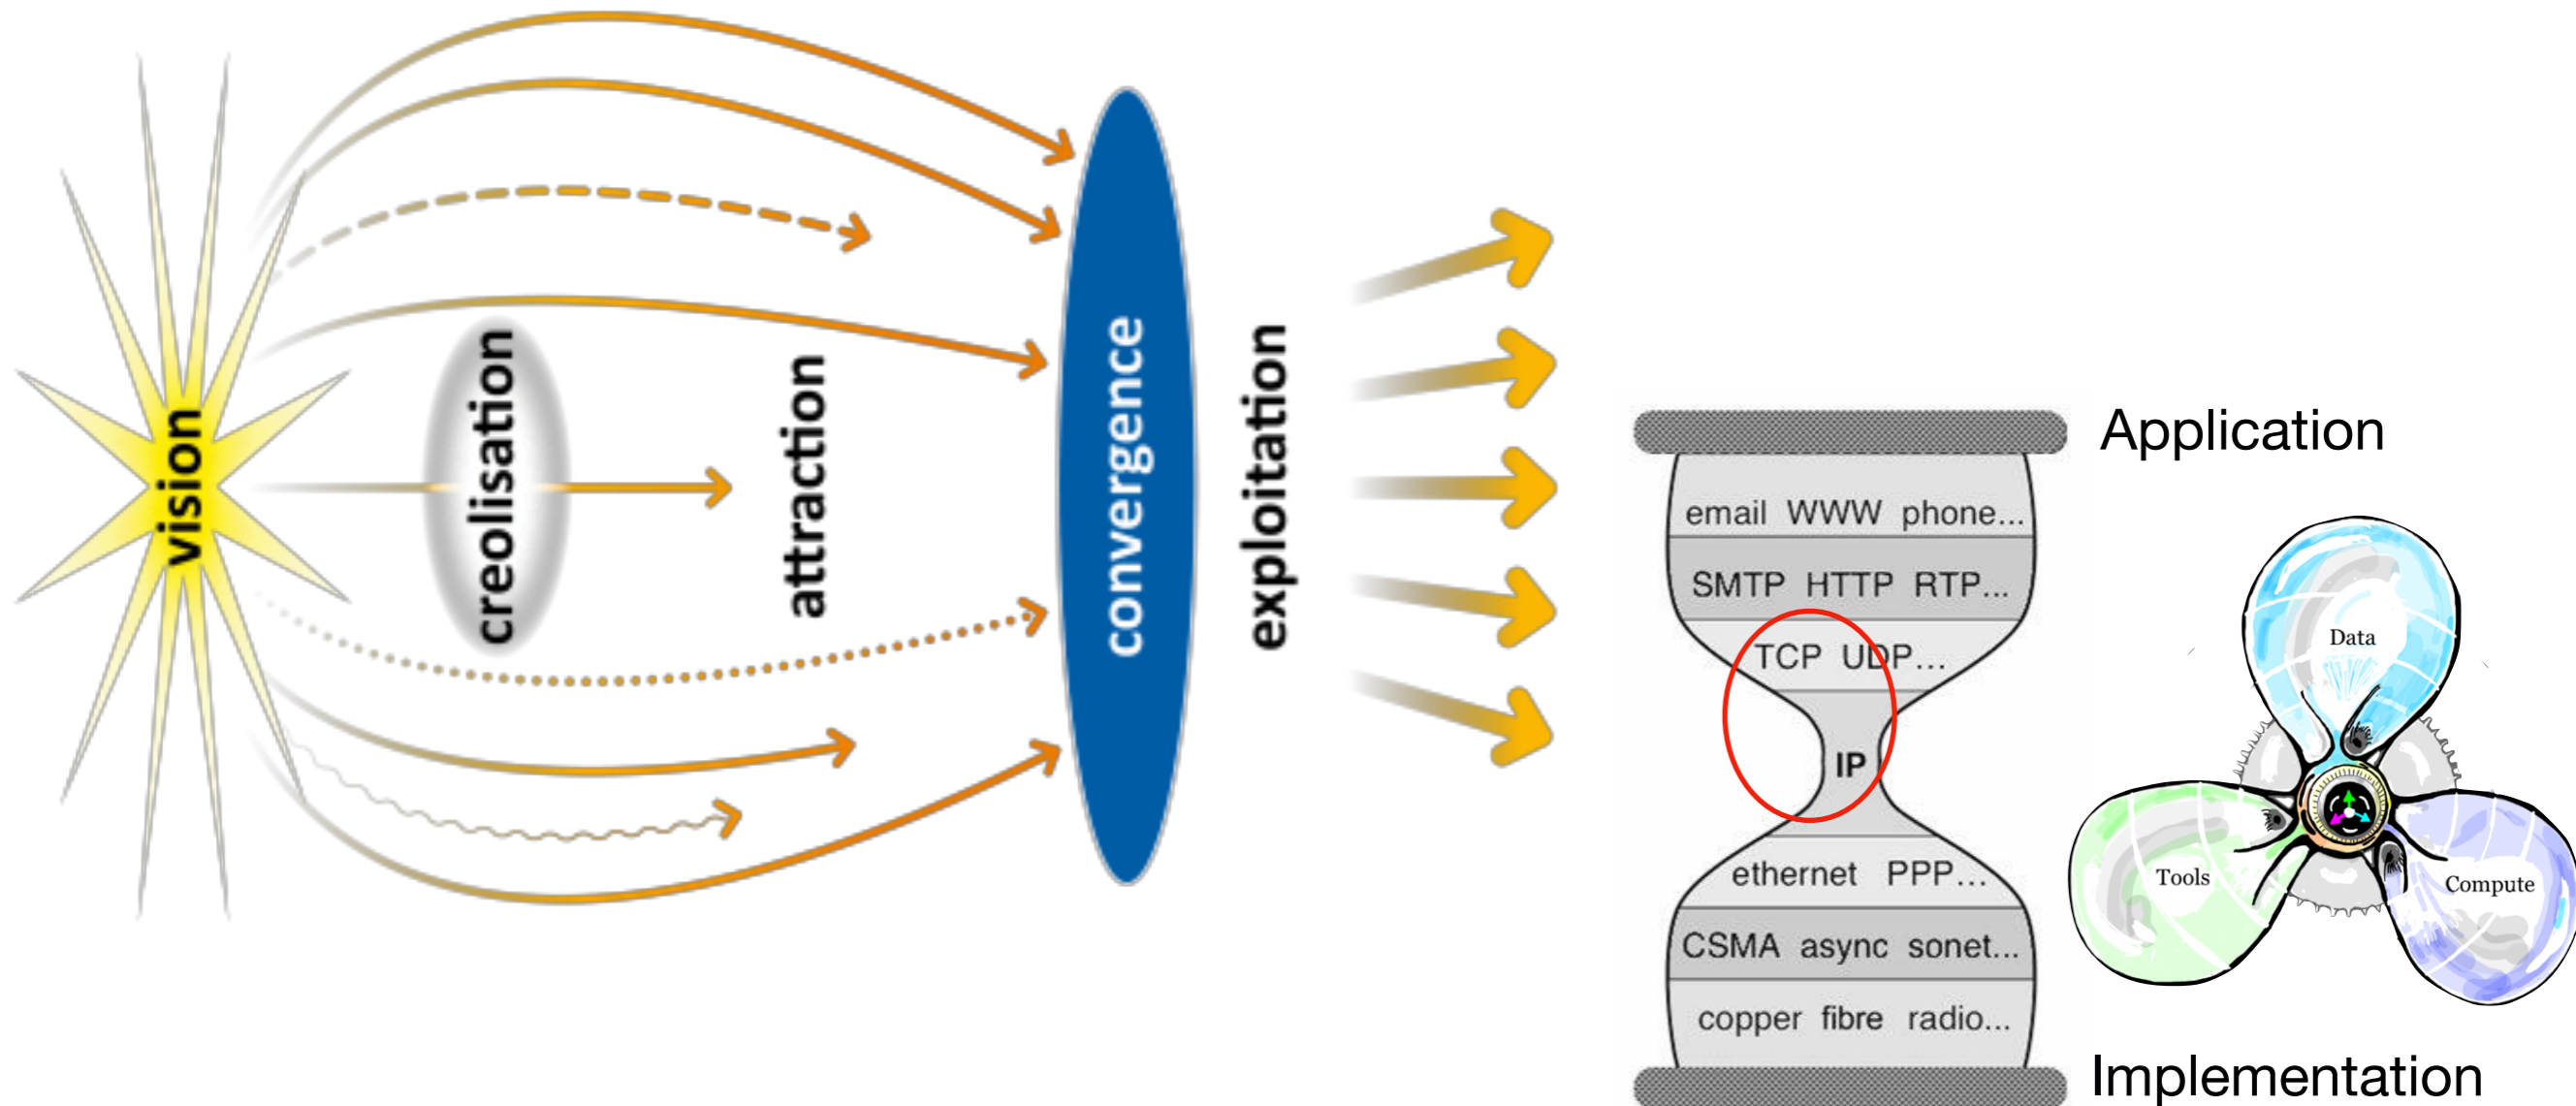 vision
creolisation
attraction
convergence
exploitation
Application
email WWW phone...
SMTP HTTP RTP...
TCP UDP...
IP
ethernet PPP...
CSMA async sonet...
copper fibre radio...
Implementation
Data
Tools
Compute